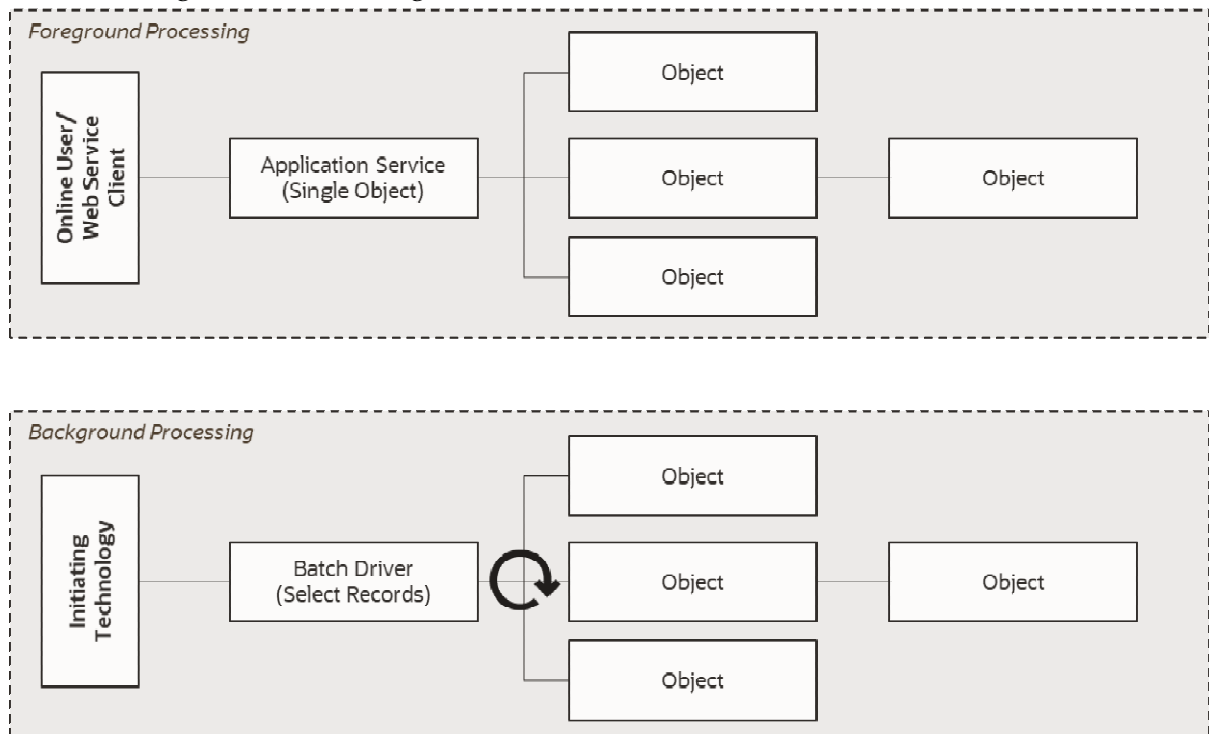 Foreground Processing
Online User/
Web Service
Client
Application Service
(Single Object)
Object
Object
Object
Object
Background Processing
Initiating
Technology
Batch Driver
(Select Records)
Object
Object
Object
Object